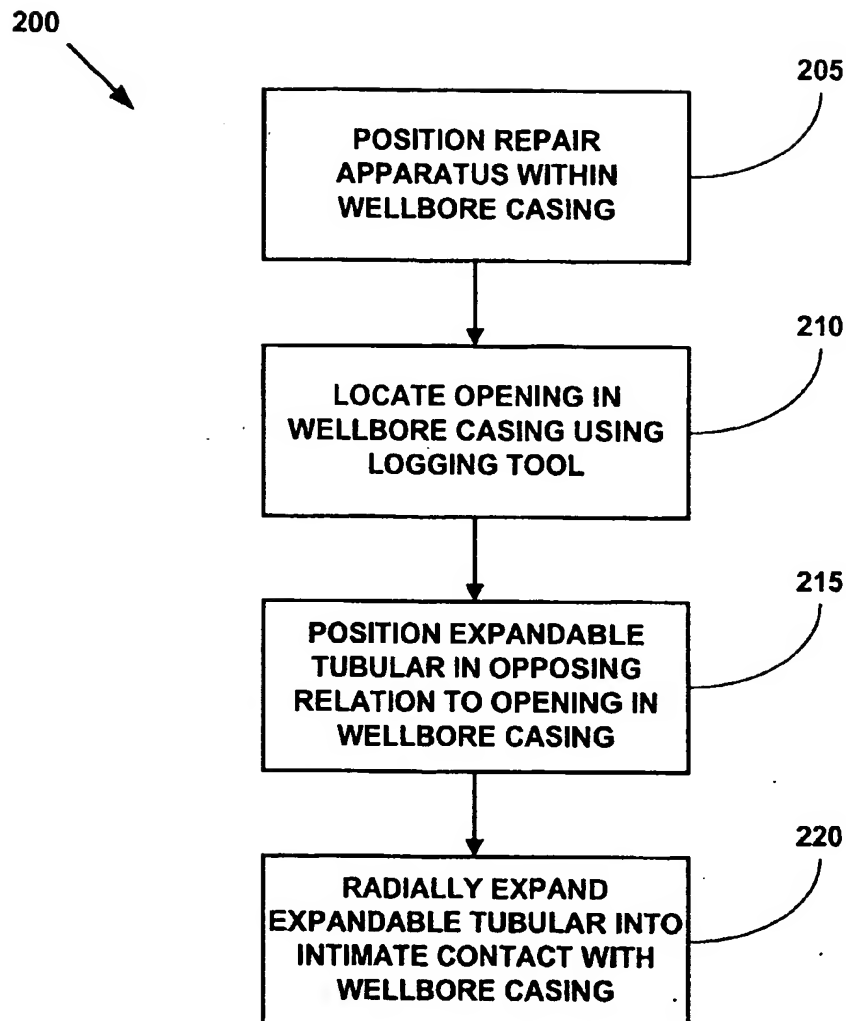 200
205
POSITION REPAIR
APPARATUS WITHIN
WELLBORE CASING
210
LOCATE OPENING IN
WELLBORE CASING USING
LOGGING TOOL
215
POSITION EXPANDABLE
TUBULAR IN OPPOSING
RELATION TO OPENING IN
WELLBORE CASING
220
RADIALLY EXPAND
EXPANDABLE TUBULAR INTO
INTIMATE CONTACT WITH
WELLBORE CASING